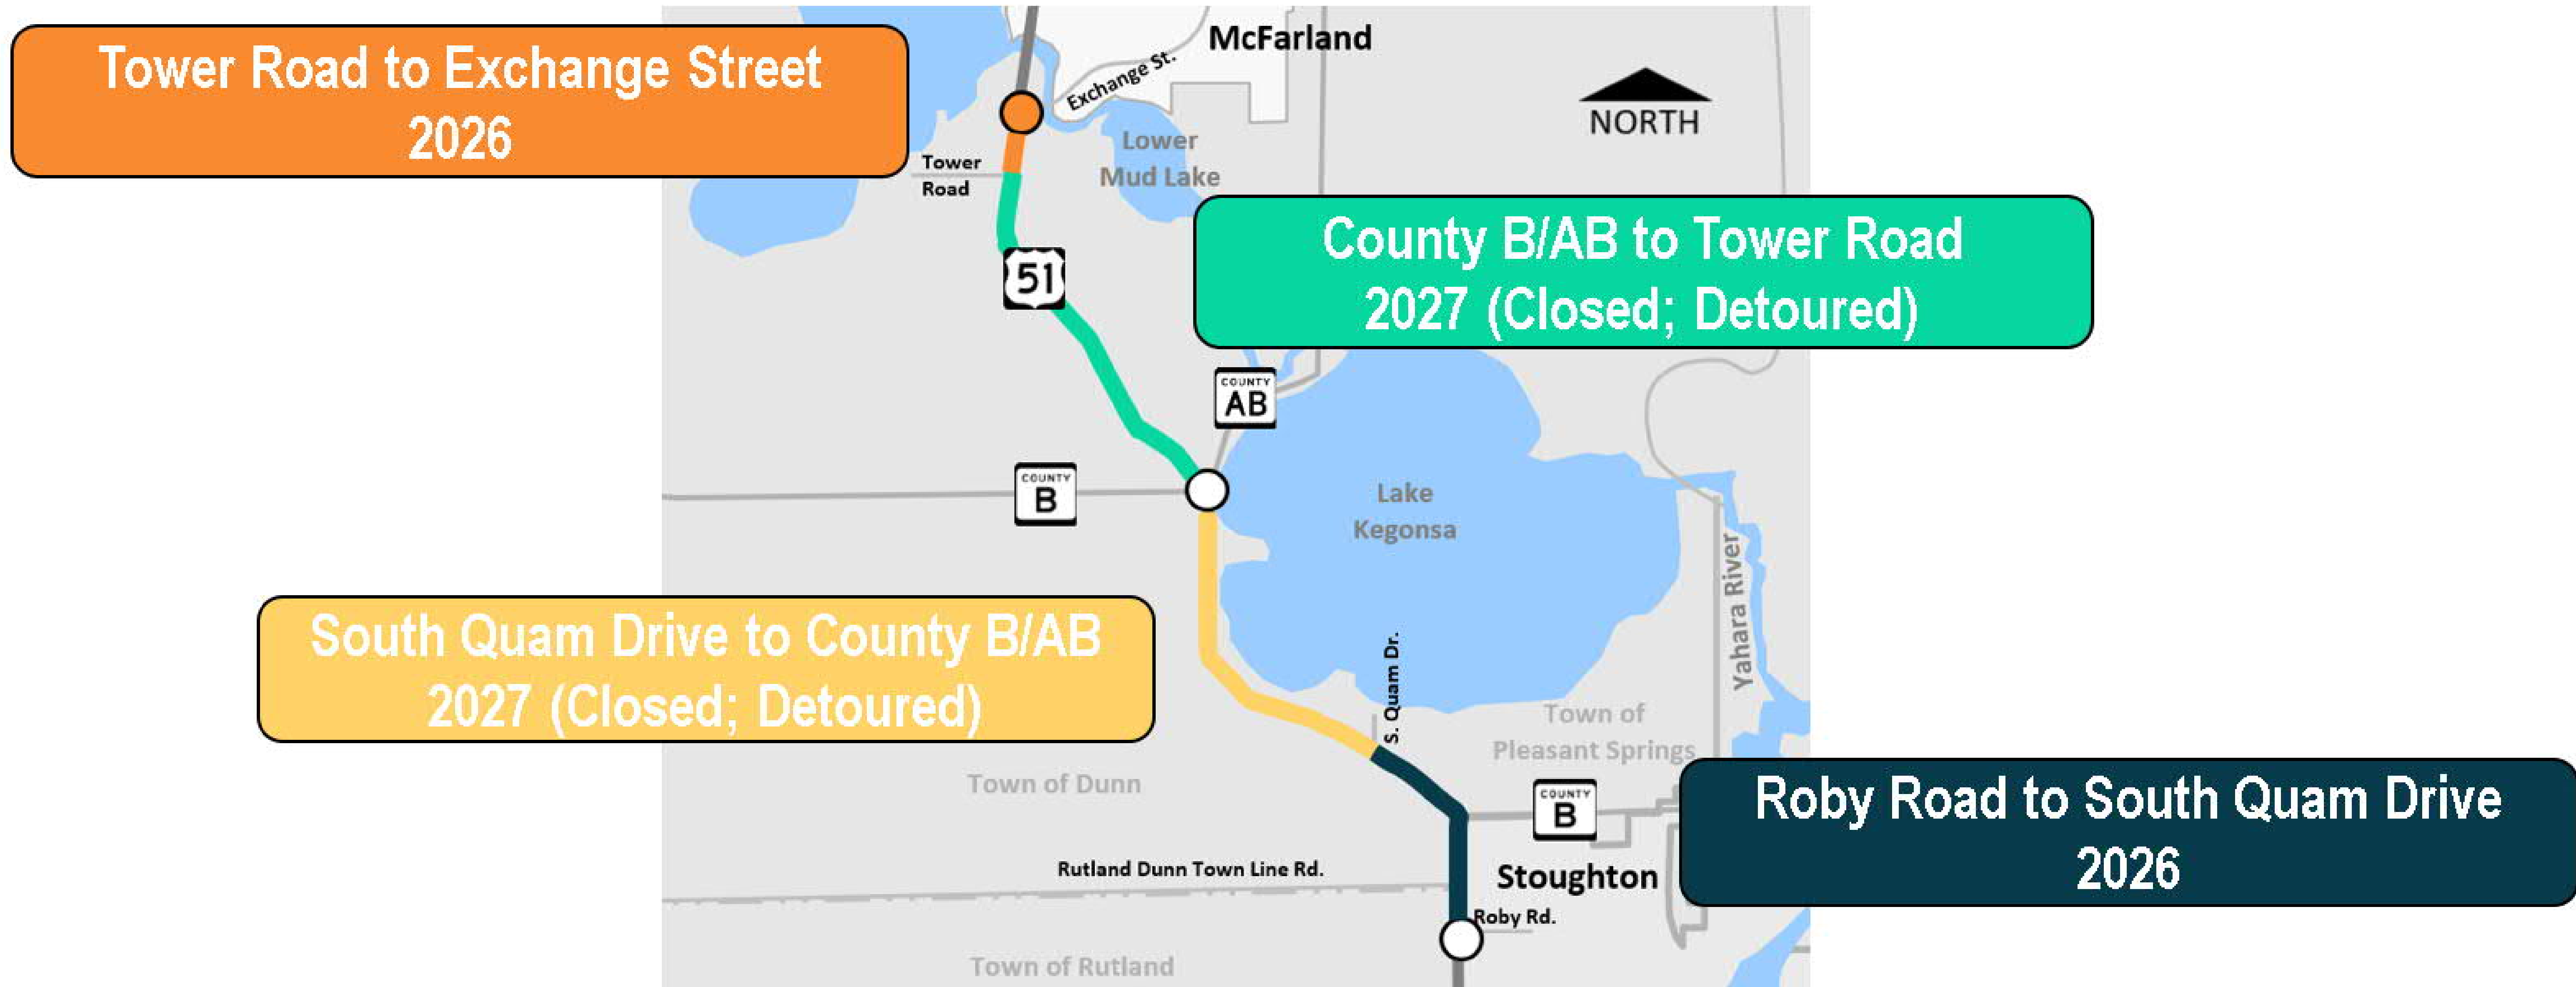 McFarland
Tower Road to Exchange Street
2026
Exchange St.
NORTH
Lower
Mud Lake
Tower
Road
County B/AB to Tower Road
2027 (Closed; Detoured)
51
COUNTY
AB
COUNTY
B
Lake
Kegonsa
Yahara River
South Quam Drive to County B/AB
2027 (Closed; Detoured)
S. Quam Dr.
Town of
Pleasant Springs
Town of Dunn
COUNTY
B
Roby Road to South Quam Drive
2026
Rutland Dunn Town Line Rd.
Stoughton
Roby Rd.
Town of Rutland